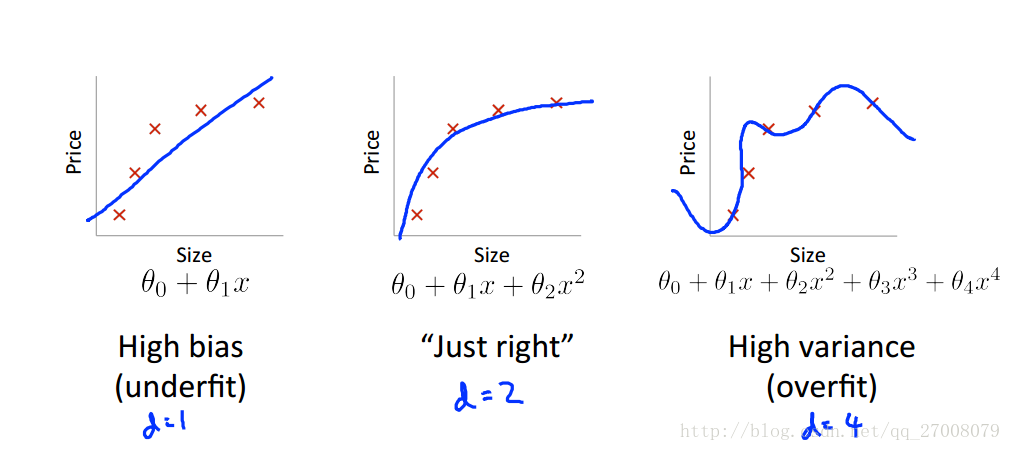 Price
Size
θ₀ + θ₁x
High bias
(underfit)
d=1
Price
Size
θ₀ + θ₁x + θ₂x²
“Just right”
d=2
Price
Size
θ₀ + θ₁x + θ₂x² + θ₃x³ + θ₄x⁴
High variance
(overfit)
d=4
http://blog.csdn.net/qq_27008079